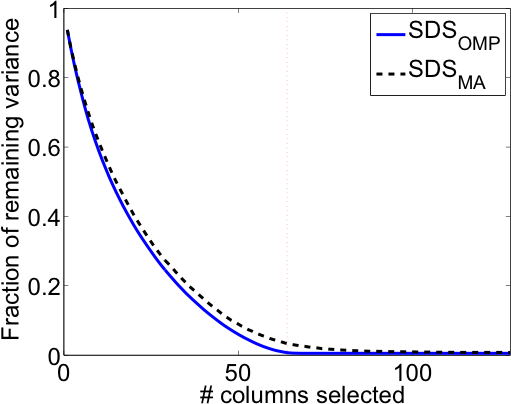 Fraction of remaining variance
1
0.8
0.6
0.4
0.2
0
SDS_OMP
SDS_MA
0
50
100
# columns selected